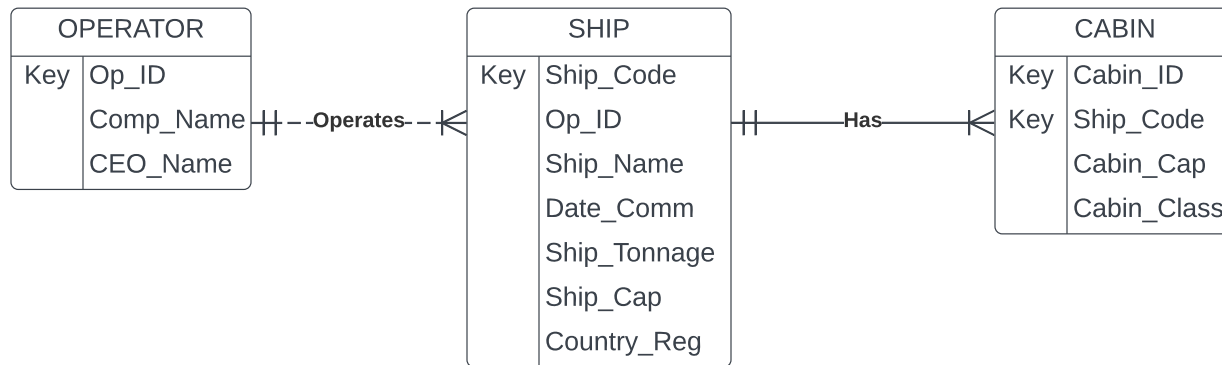 OPERATOR
Key Op_ID
Comp_Name
CEO_Name
Operates
SHIP
Key Ship_Code
Op_ID
Ship_Name
Date_Comm
Ship_Tonnage
Ship_Cap
Country_Reg
Has
CABIN
Key Cabin_ID
Key Ship_Code
Cabin_Cap
Cabin_Class